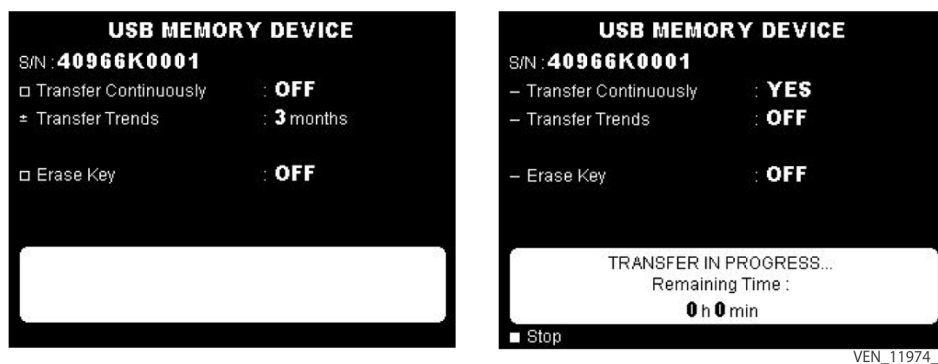 USB MEMORY DEVICE
S/N : 40966K0001
Transfer Continuously : OFF
± Transfer Trends : 3 months
Erase Key : OFF
USB MEMORY DEVICE
S/N : 40966K0001
– Transfer Continuously : YES
– Transfer Trends : OFF
– Erase Key : OFF
TRANSFER IN PROGRESS...
Remaining Time :
0 h 0 min
Stop
VEN_11974_